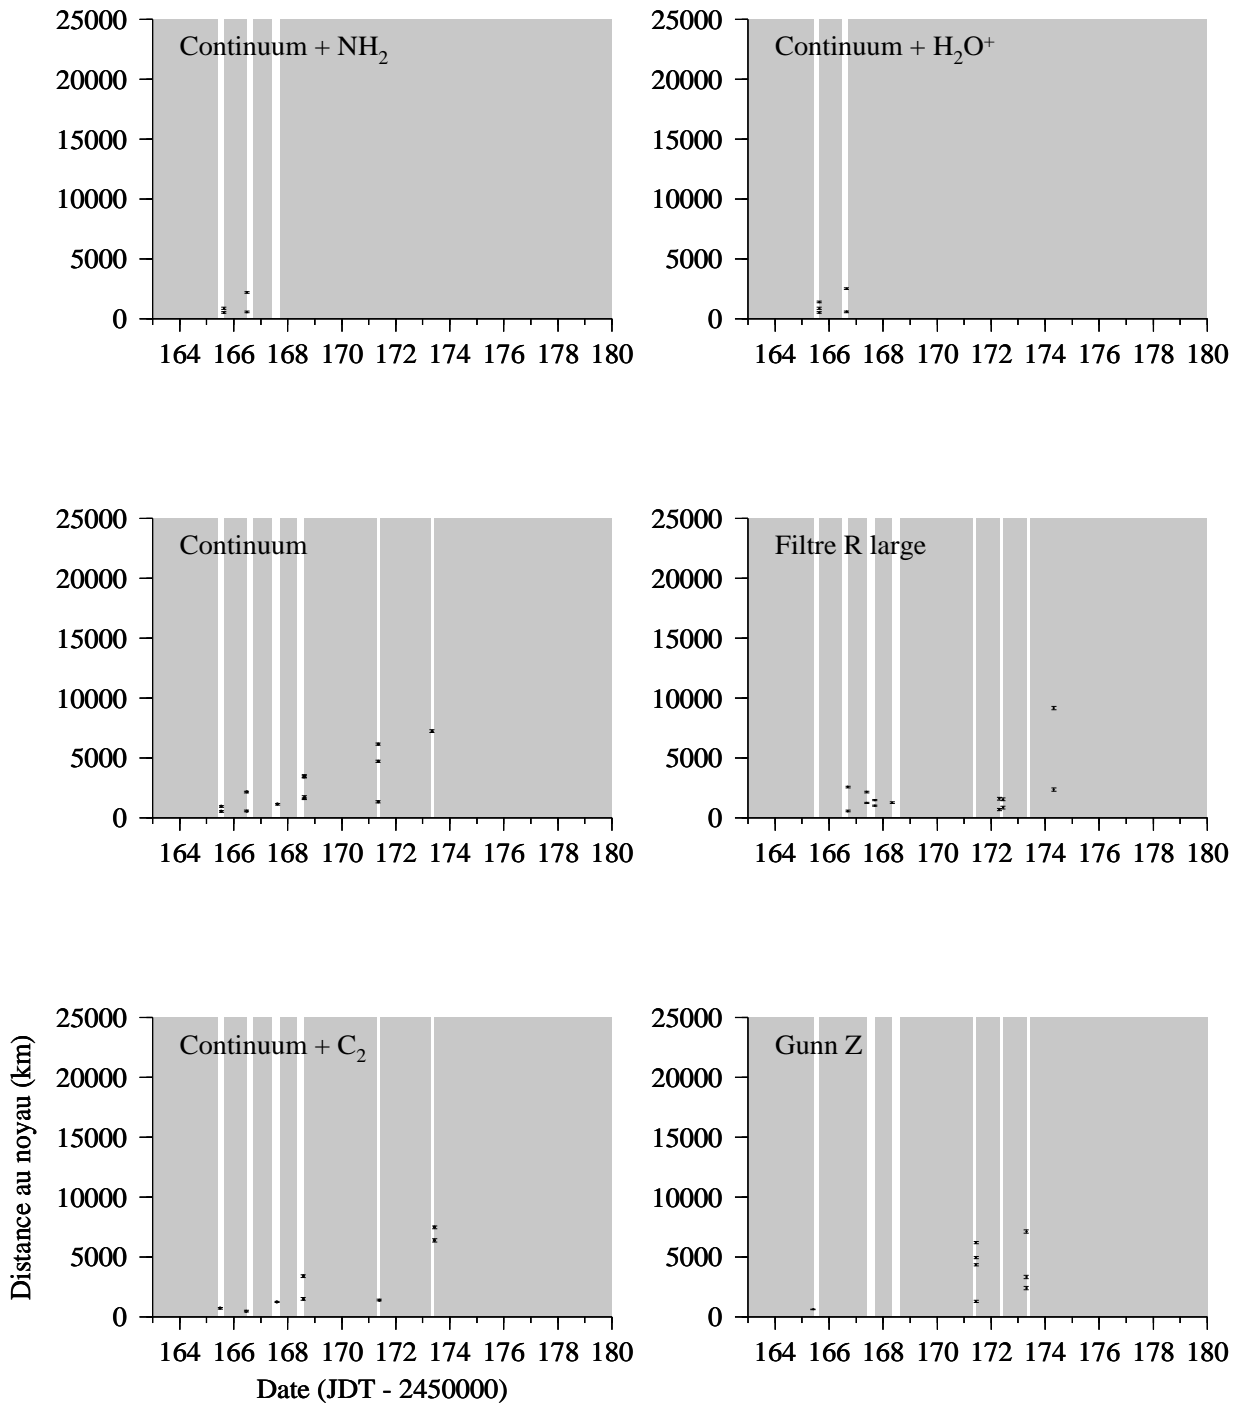 25000
20000
15000
10000
5000
0
Continuum + NH₂
164 166 168 170 172 174 176 178 180
25000
20000
15000
10000
5000
0
Continuum + H₂O⁺
164 166 168 170 172 174 176 178 180
25000
20000
15000
10000
5000
0
Continuum
164 166 168 170 172 174 176 178 180
25000
20000
15000
10000
5000
0
Filtre R large
164 166 168 170 172 174 176 178 180
Distance au noyau (km)
25000
20000
15000
10000
5000
0
Continuum + C₂
164 166 168 170 172 174 176 178 180
Date (JDT - 2450000)
25000
20000
15000
10000
5000
0
Gunn Z
164 166 168 170 172 174 176 178 180